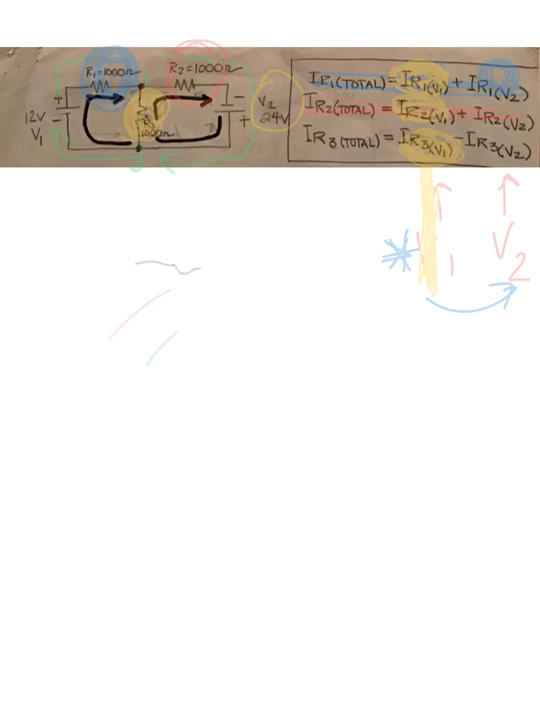 R₁=1000Ω
R₂=1000Ω
+
12V
V₁
R₃
1000Ω
+
V₂
24V
IR₁(TOTAL)=IR₁(V₁)+IR₁(V₂)
IR₂(TOTAL)=IR₂(V₁)+IR₂(V₂)
IR₃(TOTAL)=IR₃(V₁)-IR₃(V₂)
*V₁
V₂